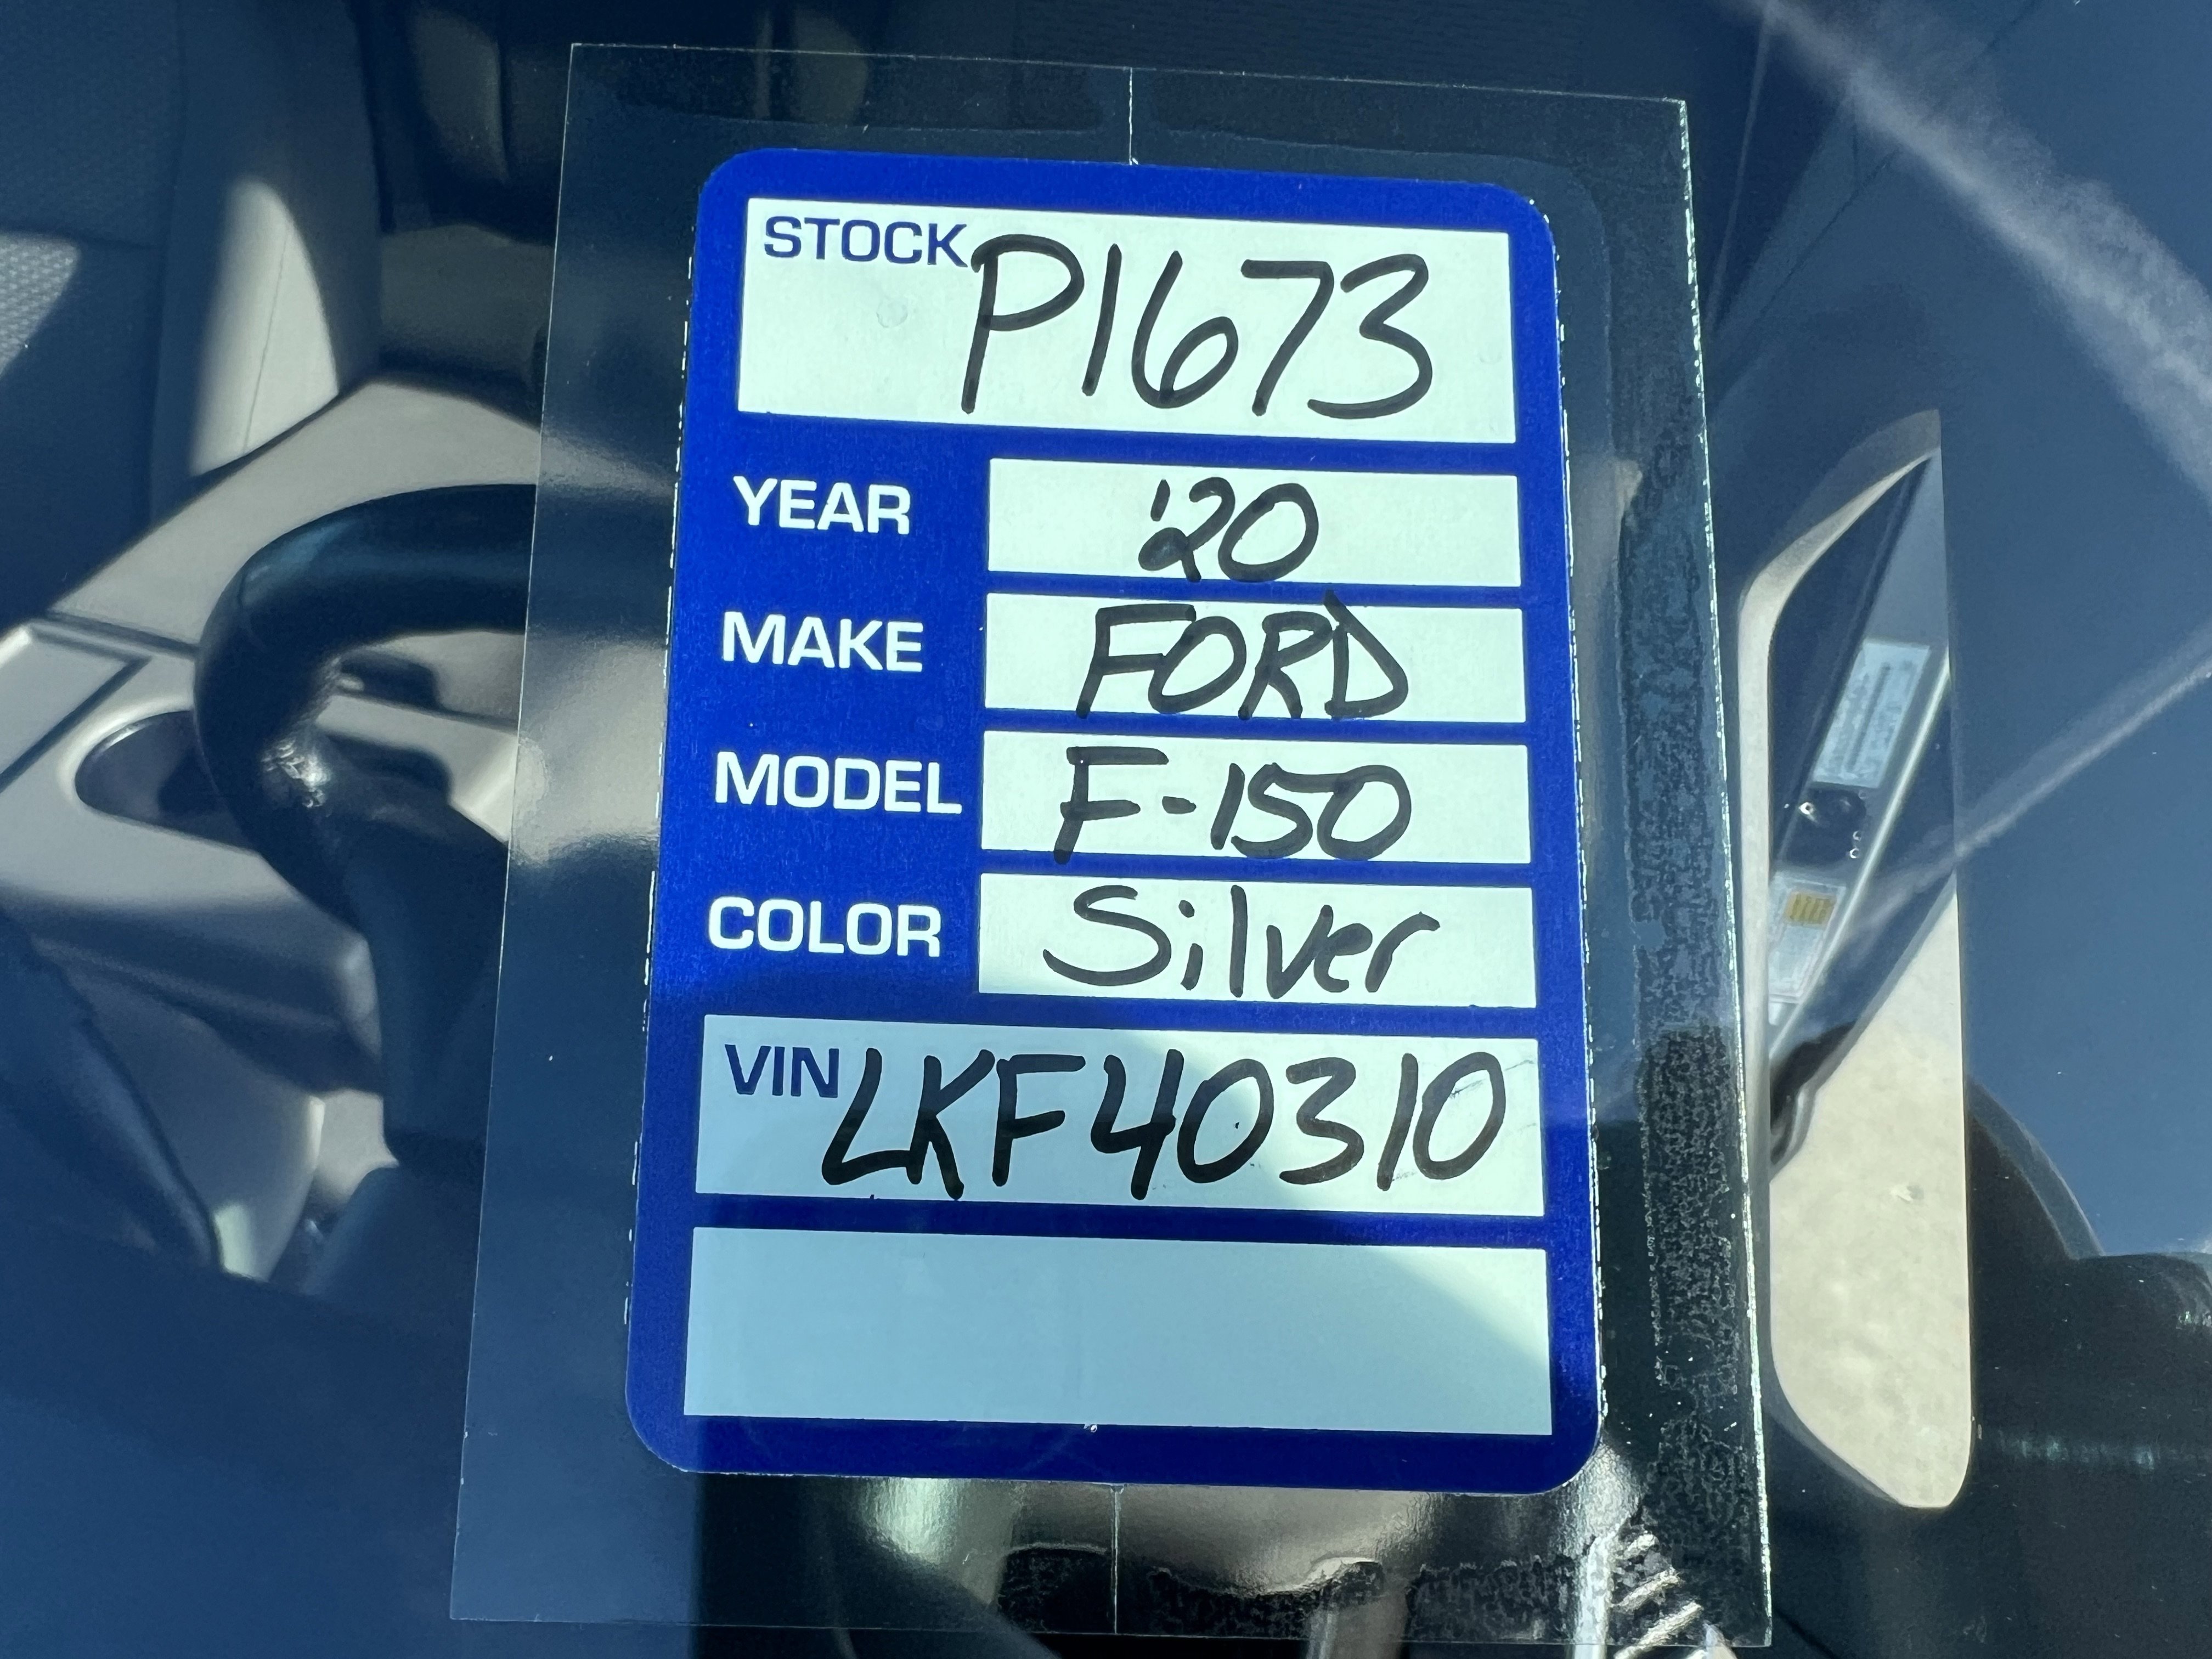 STOCK P1673
YEAR '20
MAKE FORD
MODEL F-150
COLOR Silver
VIN LKF40310